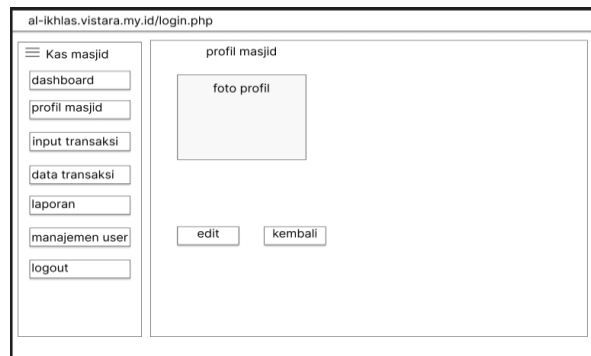 al-ikhlas.vistara.my.id/login.php
Kas masjid
dashboard
profil masjid
input transaksi
data transaksi
laporan
manajemen user
logout
profil masjid
foto profil
edit
kembali